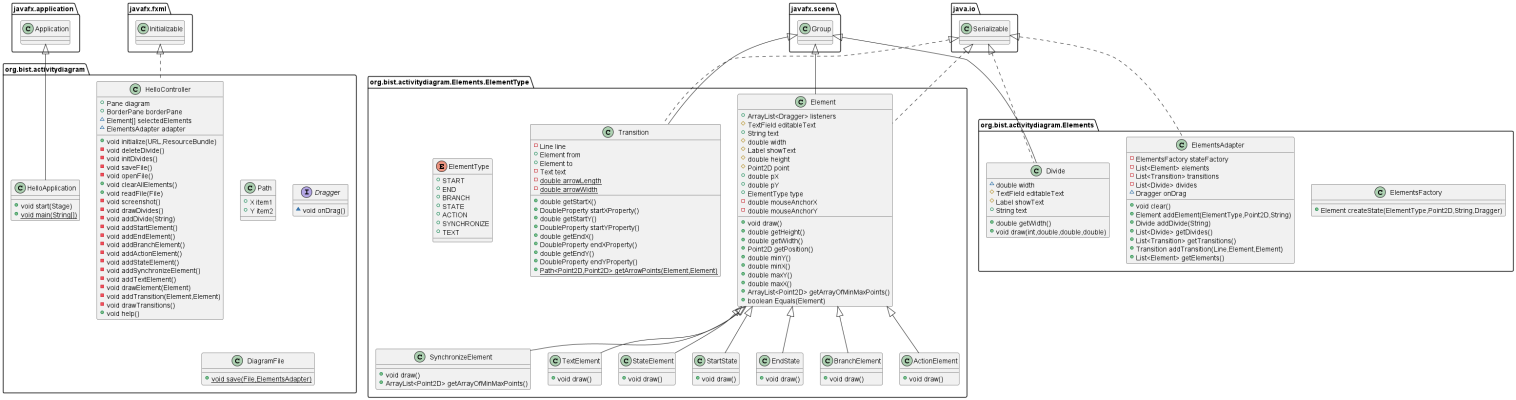 javafx.application
C Application
javafx.fxml
C Initializable
javafx.scene
C Group
java.io
C Serializable
org.bist.activitydiagram
C HelloController
Pane diagram
BorderPane borderPane
Element[] selectedElements
ElementsAdapter adapter
void initialize(URL,ResourceBundle)
void deleteDivide()
void initDivides()
void saveFile()
void openFile()
void clearAllElements()
void readFile(File)
void screenshot()
void drawDivides()
void addDivide(String)
void addStartElement()
void addEndElement()
void addBranchElement()
void addActionElement()
void addStateElement()
void addSynchronizeElement()
void addTextElement()
void drawElement(Element)
void addTransition(Element,Element)
void drawTransitions()
void help()
C HelloApplication
void start(Stage)
void main(String[])
C Path
X item1
Y item2
I Dragger
void onDrag()
C DiagramFile
void save(File,ElementsAdapter)
org.bist.activitydiagram.Elements.ElementType
E ElementType
START
END
BRANCH
STATE
ACTION
SYNCHRONIZE
TEXT
C Transition
Line line
Element from
Element to
Text text
double arrowLength
double arrowWidth
double getStartX()
DoubleProperty startXProperty()
double getStartY()
DoubleProperty startYProperty()
double getEndX()
DoubleProperty endXProperty()
double getEndY()
DoubleProperty endYProperty()
Path<Point2D,Point2D> getArrowPoints(Element,Element)
C Element
ArrayList<Dragger> listeners
TextField editableText
String text
double width
Label showText
double height
Point2D point
double pX
double pY
ElementType type
double mouseAnchorX
double mouseAnchorY
void draw()
double getHeight()
double getWidth()
Point2D getPosition()
double minY()
double minX()
double maxY()
double maxX()
ArrayList<Point2D> getArrayOfMinMaxPoints()
boolean Equals(Element)
C SynchronizeElement
void draw()
ArrayList<Point2D> getArrayOfMinMaxPoints()
C TextElement
void draw()
C StateElement
void draw()
C StartState
void draw()
C EndState
void draw()
C BranchElement
void draw()
C ActionElement
void draw()
org.bist.activitydiagram.Elements
C Divide
double width
TextField editableText
Label showText
String text
double getWidth()
void draw(int,double,double,double)
C ElementsAdapter
ElementsFactory stateFactory
List<Element> elements
List<Transition> transitions
List<Divide> divides
Dragger onDrag
void clear()
Element addElement(ElementType,Point2D,String)
Divide addDivide(String)
List<Divide> getDivides()
List<Transition> getTransitions()
Transition addTransition(Line,Element,Element)
List<Element> getElements()
C ElementsFactory
Element createState(ElementType,Point2D,String,Dragger)